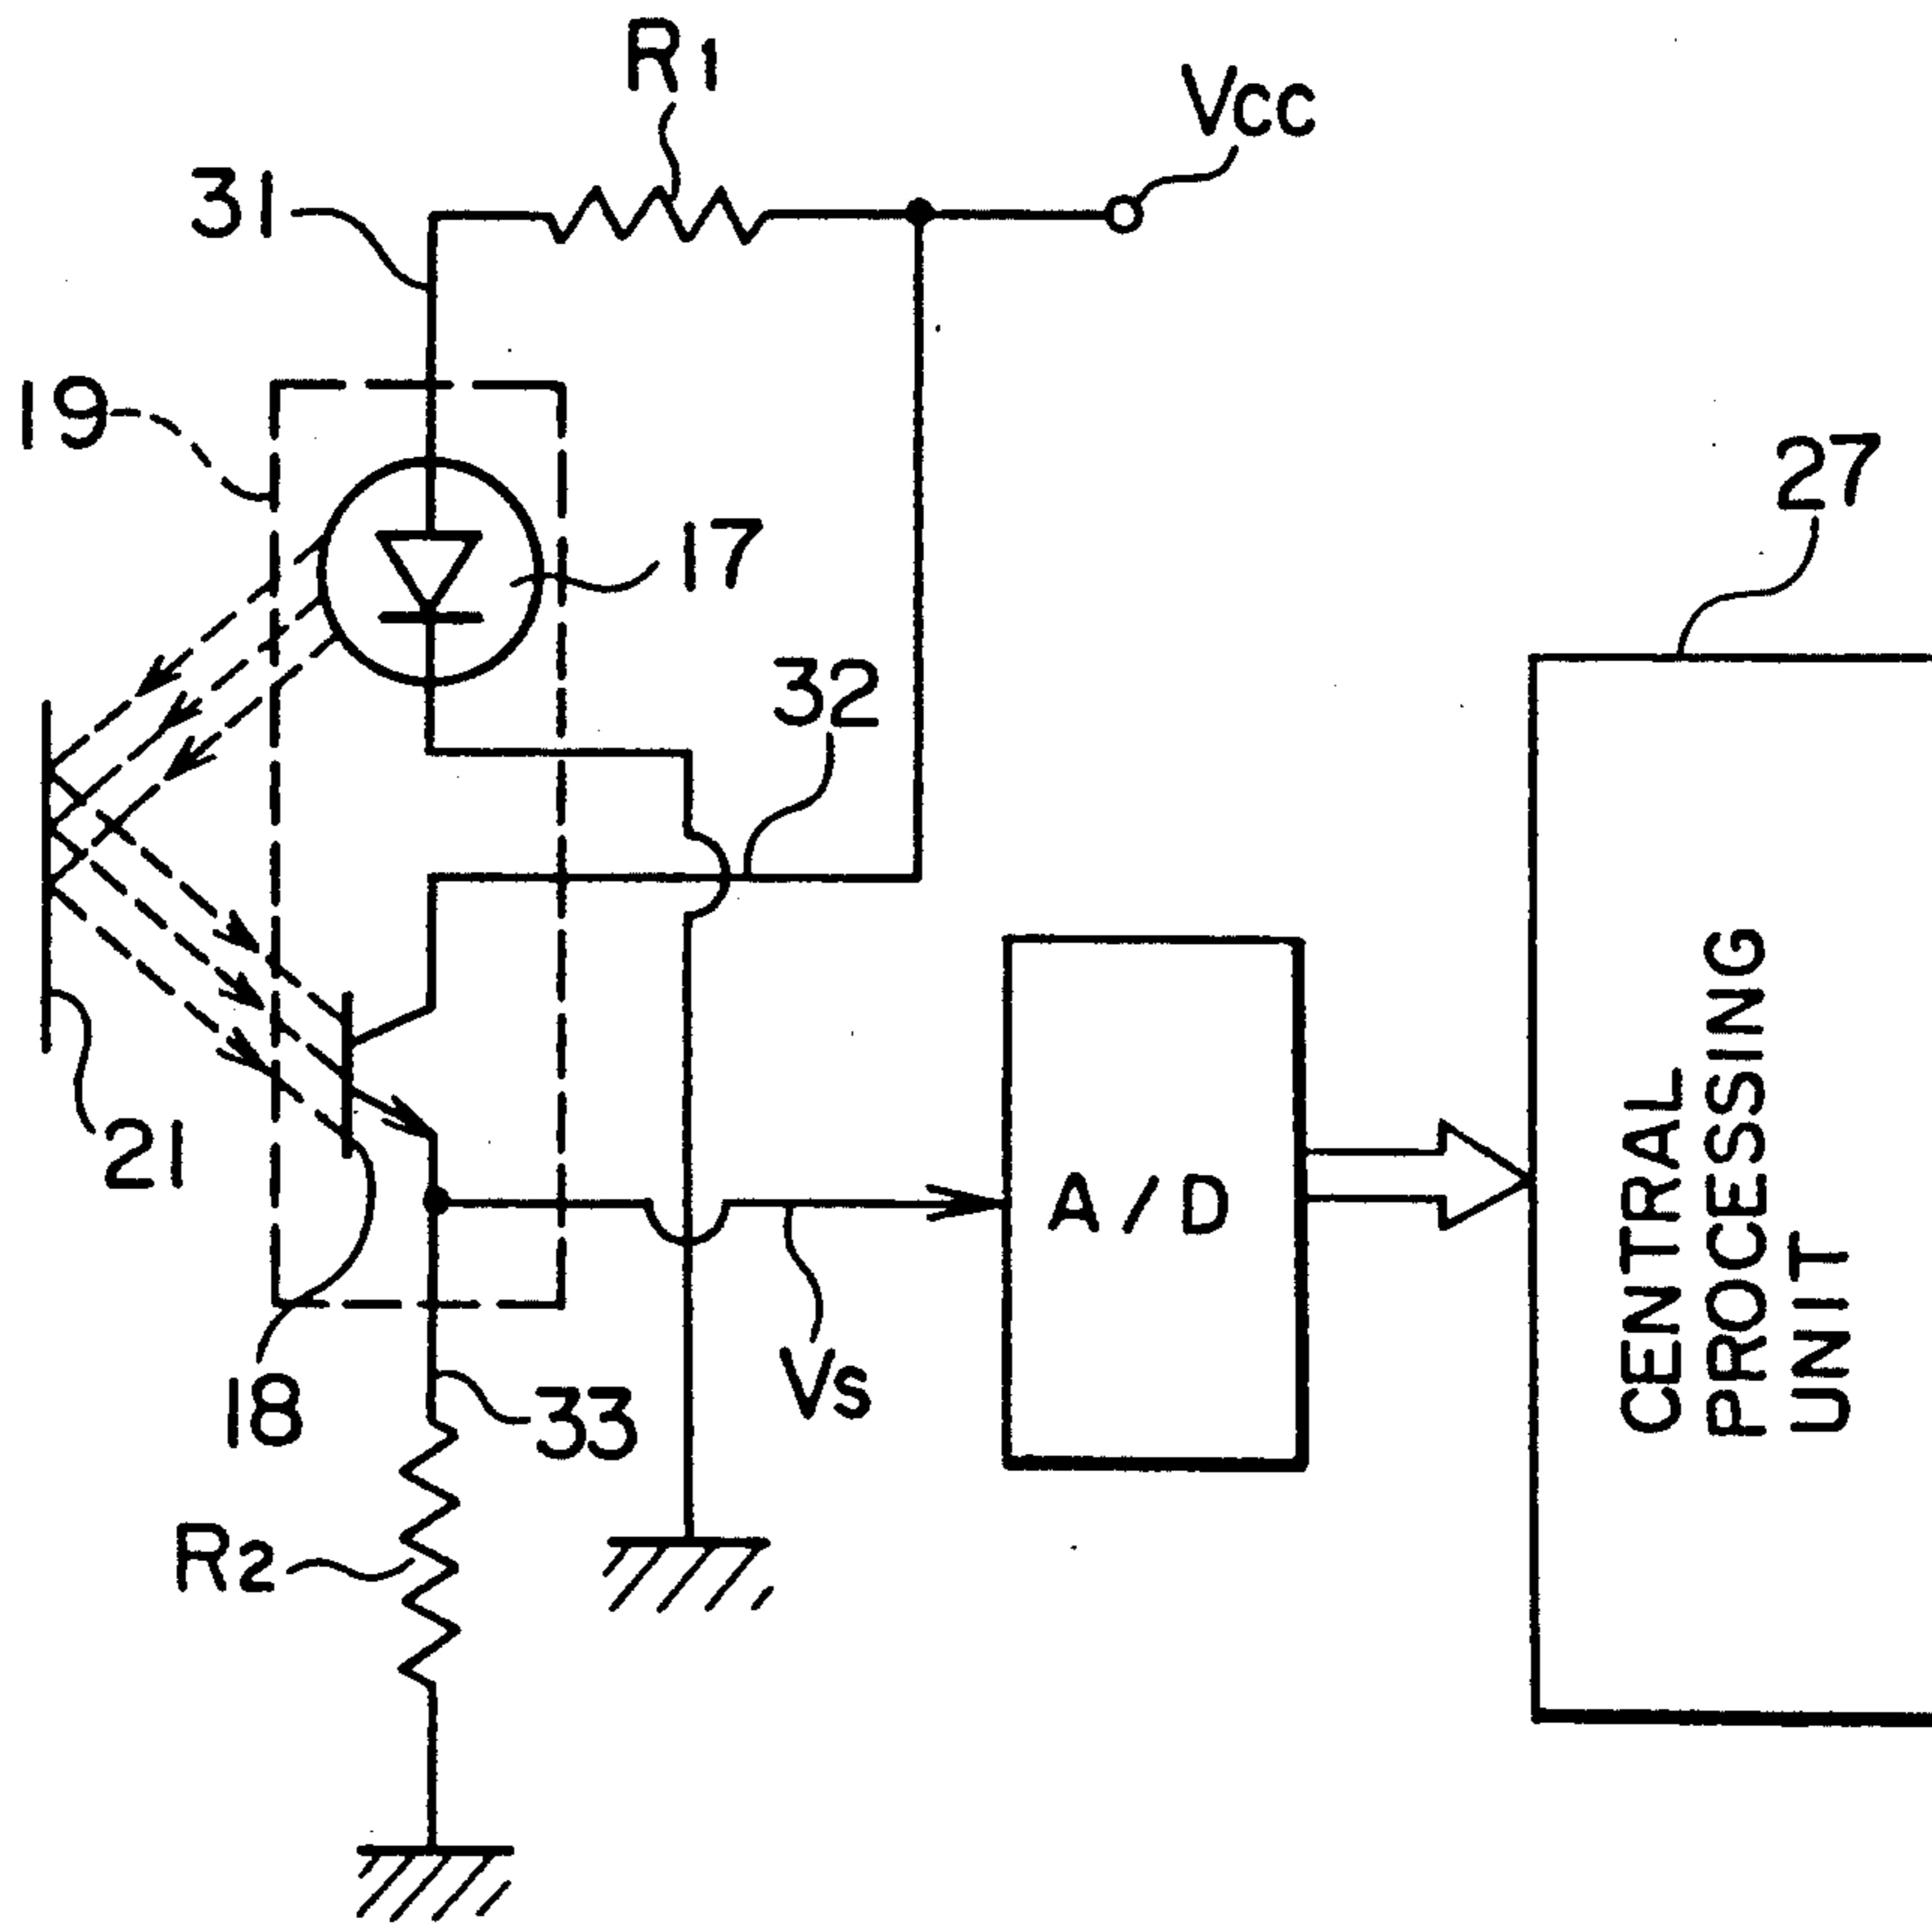 R1
VCC
31
19
17
27
32
21
A/D
CENTRAL
PROCESSING
UNIT
18
33
VS
R2